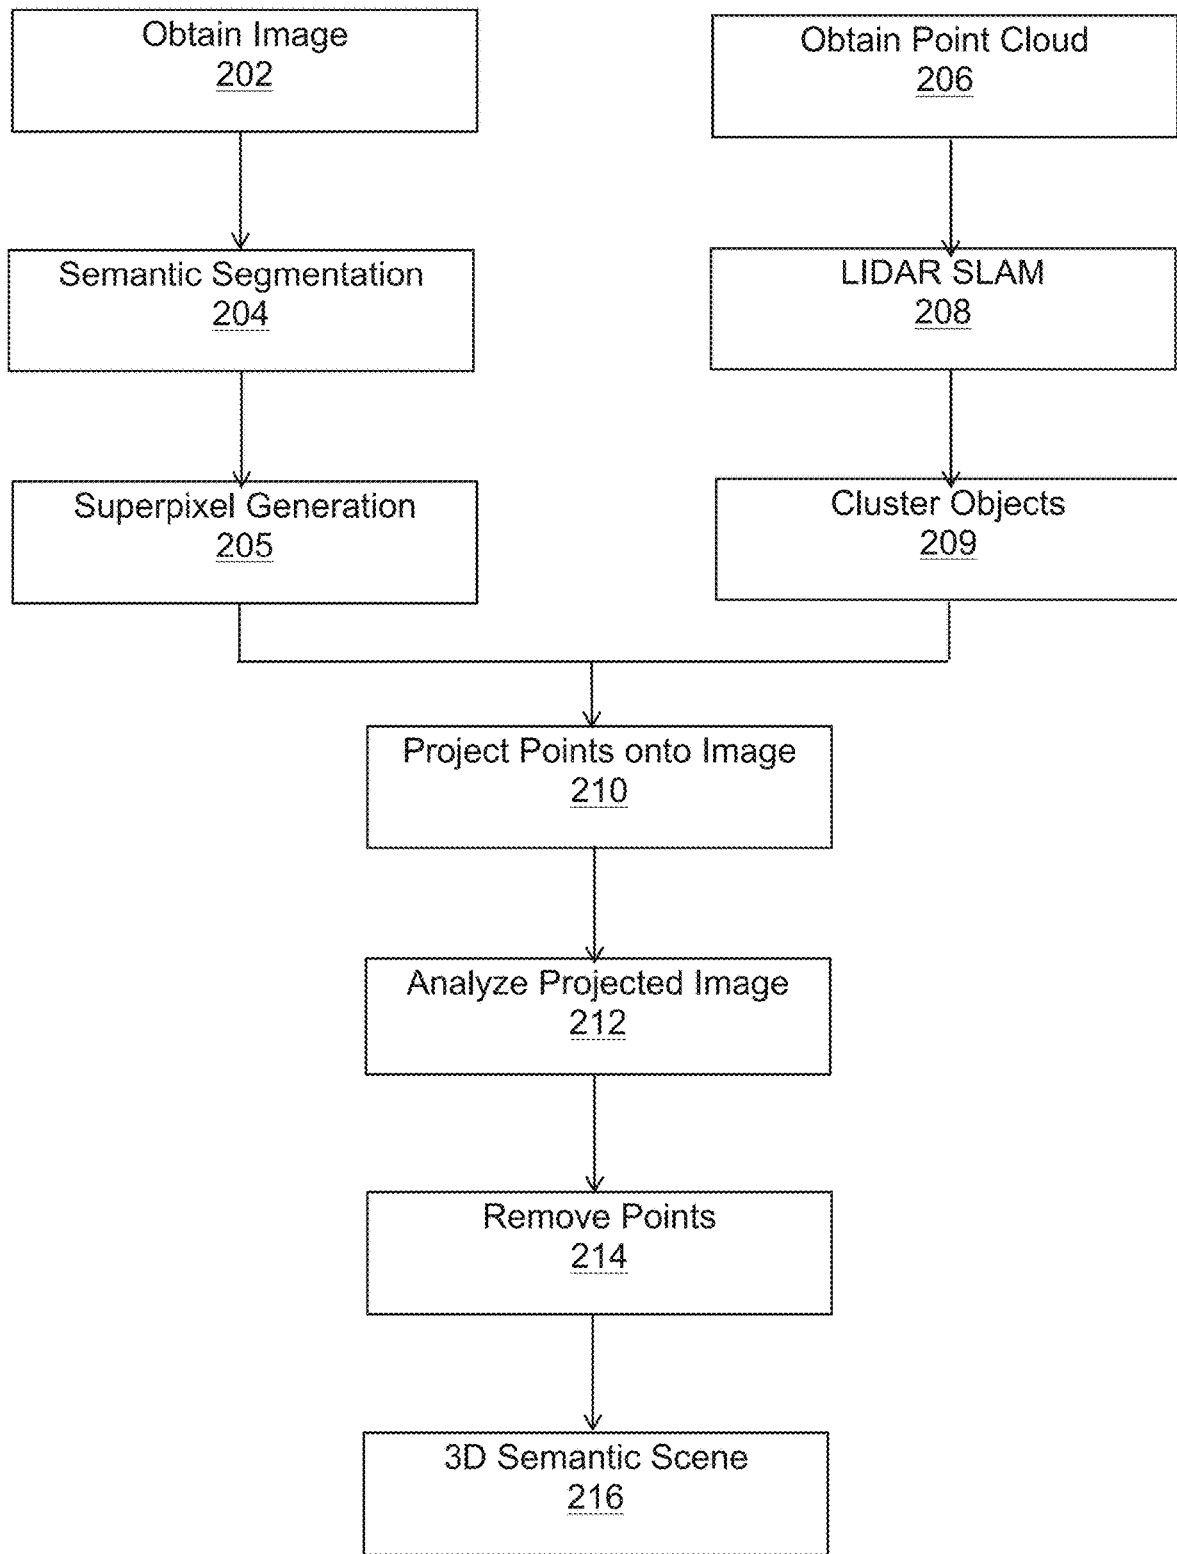 Obtain Image
202
Obtain Point Cloud
206
Semantic Segmentation
204
LIDAR SLAM
208
Superpixel Generation
205
Cluster Objects
209
Project Points onto Image
210
Analyze Projected Image
212
Remove Points
214
3D Semantic Scene
216